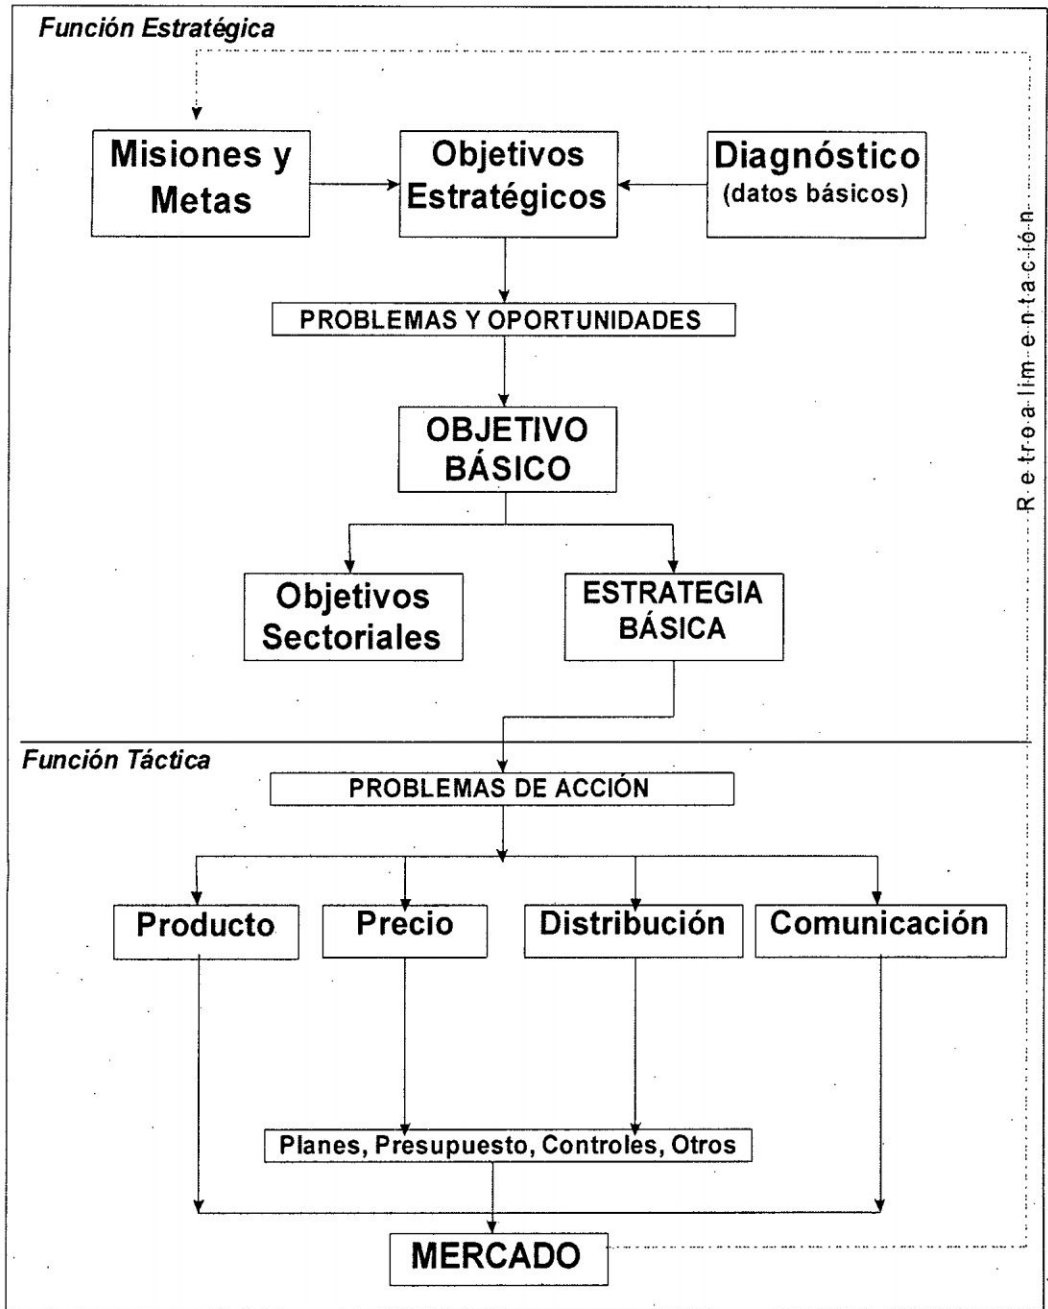 Función Estratégica
Misiones y
Metas
Objetivos
Estratégicos
Diagnóstico
(datos básicos)
Retroalimentación
PROBLEMAS Y OPORTUNIDADES
OBJETIVO
BÁSICO
Objetivos
Sectoriales
ESTRATEGIA
BÁSICA
Función Táctica
PROBLEMAS DE ACCIÓN
Producto
Precio
Distribución
Comunicación
Planes, Presupuesto, Controles, Otros
MERCADO